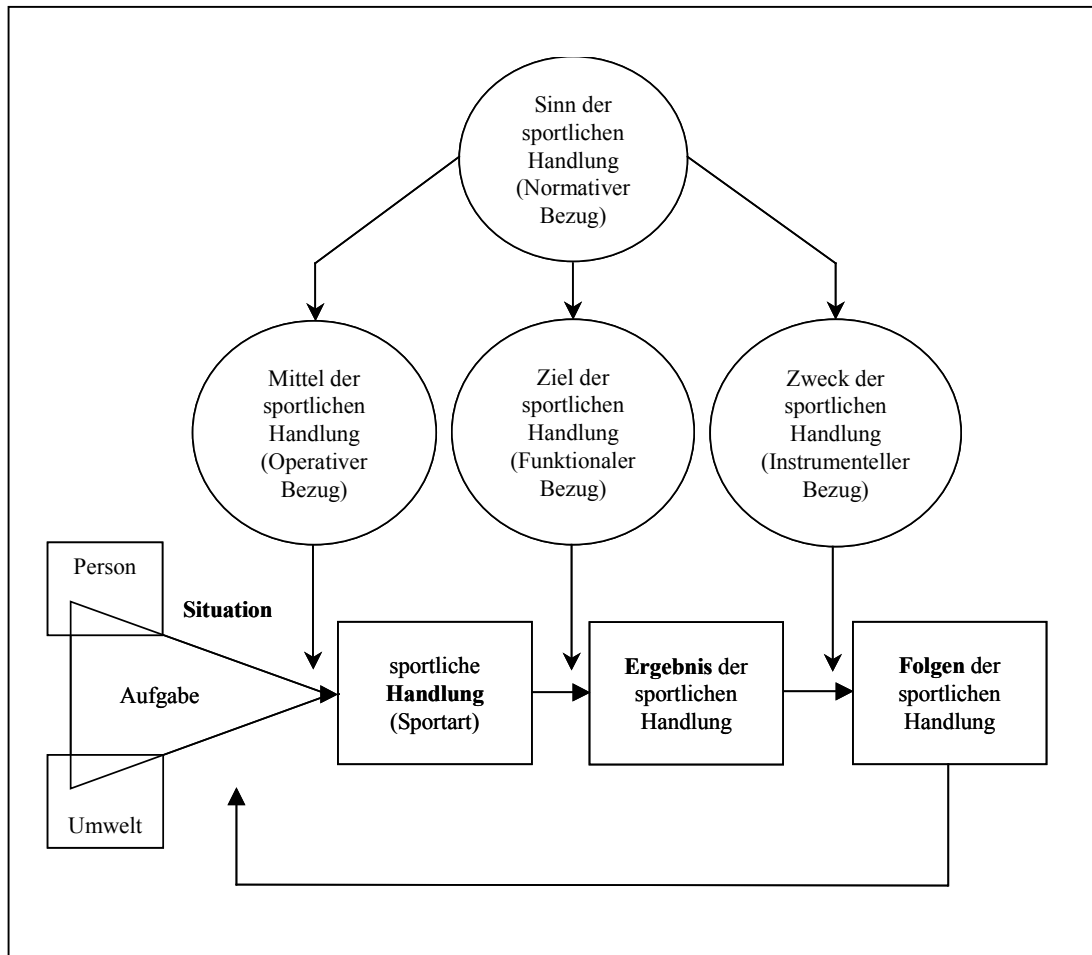 Sinn der
sportlichen
Handlung
(Normativer
Bezug)
Mittel der
sportlichen
Handlung
(Operativer
Bezug)
Ziel der
sportlichen
Handlung
(Funktionaler
Bezug)
Zweck der
sportlichen
Handlung
(Instrumenteller
Bezug)
Person
Situation
Aufgabe
Umwelt
sportliche
Handlung
(Sportart)
Ergebnis der
sportlichen
Handlung
Folgen der
sportlichen
Handlung